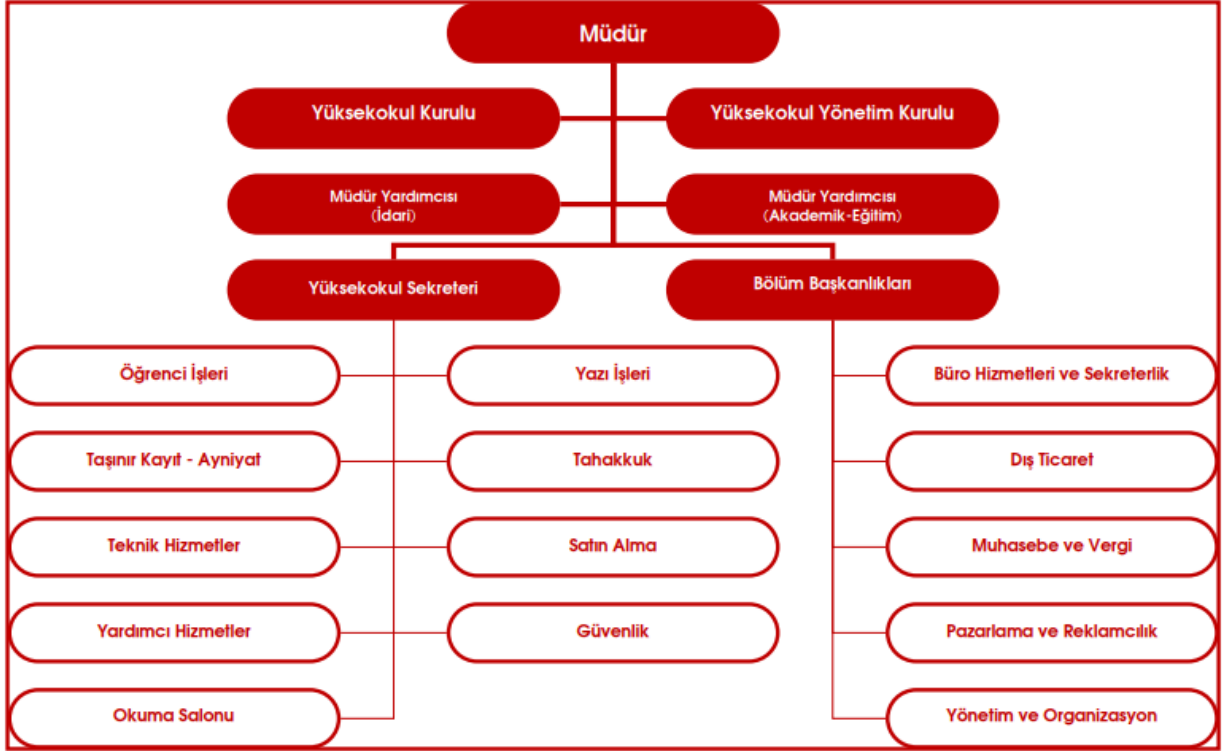 Müdür
Yüksekokul Kurulu
Yüksekokul Yönetim Kurulu
Müdür Yardımcısı
(İdari)
Müdür Yardımcısı
(Akademik-Eğitim)
Yüksekokul Sekreteri
Bölüm Başkanlıkları
Öğrenci İşleri
Yazı İşleri
Büro Hizmetleri ve Sekreterlik
Taşınır Kayıt - Ayniyat
Tahakkuk
Dış Ticaret
Teknik Hizmetler
Satın Alma
Muhasebe ve Vergi
Yardımcı Hizmetler
Güvenlik
Pazarlama ve Reklamcılık
Okuma Salonu
Yönetim ve Organizasyon